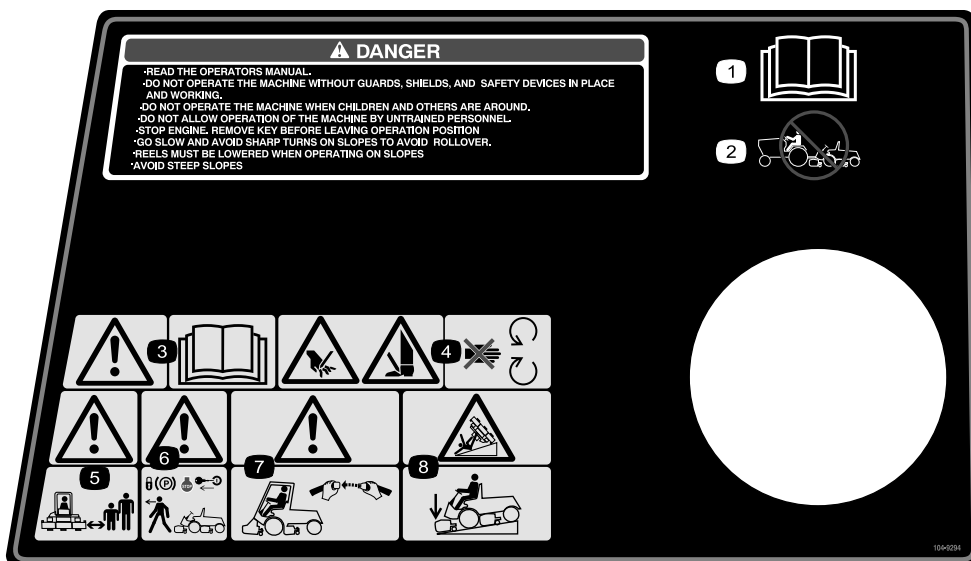 DANGER
·READ THE OPERATORS MANUAL.
·DO NOT OPERATE THE MACHINE WITHOUT GUARDS, SHIELDS, AND SAFETY DEVICES IN PLACE
AND WORKING.
·DO NOT OPERATE THE MACHINE WHEN CHILDREN AND OTHERS ARE AROUND.
·DO NOT ALLOW OPERATION OF THE MACHINE BY UNTRAINED PERSONNEL.
·STOP ENGINE. REMOVE KEY BEFORE LEAVING OPERATION POSITION
·GO SLOW AND AVOID SHARP TURNS ON SLOPES TO AVOID ROLLOVER.
·REELS MUST BE LOWERED WHEN OPERATING ON SLOPES
·AVOID STEEP SLOPES
1
2
3
4
5
6
7
8
(P)
STOP
104-9294